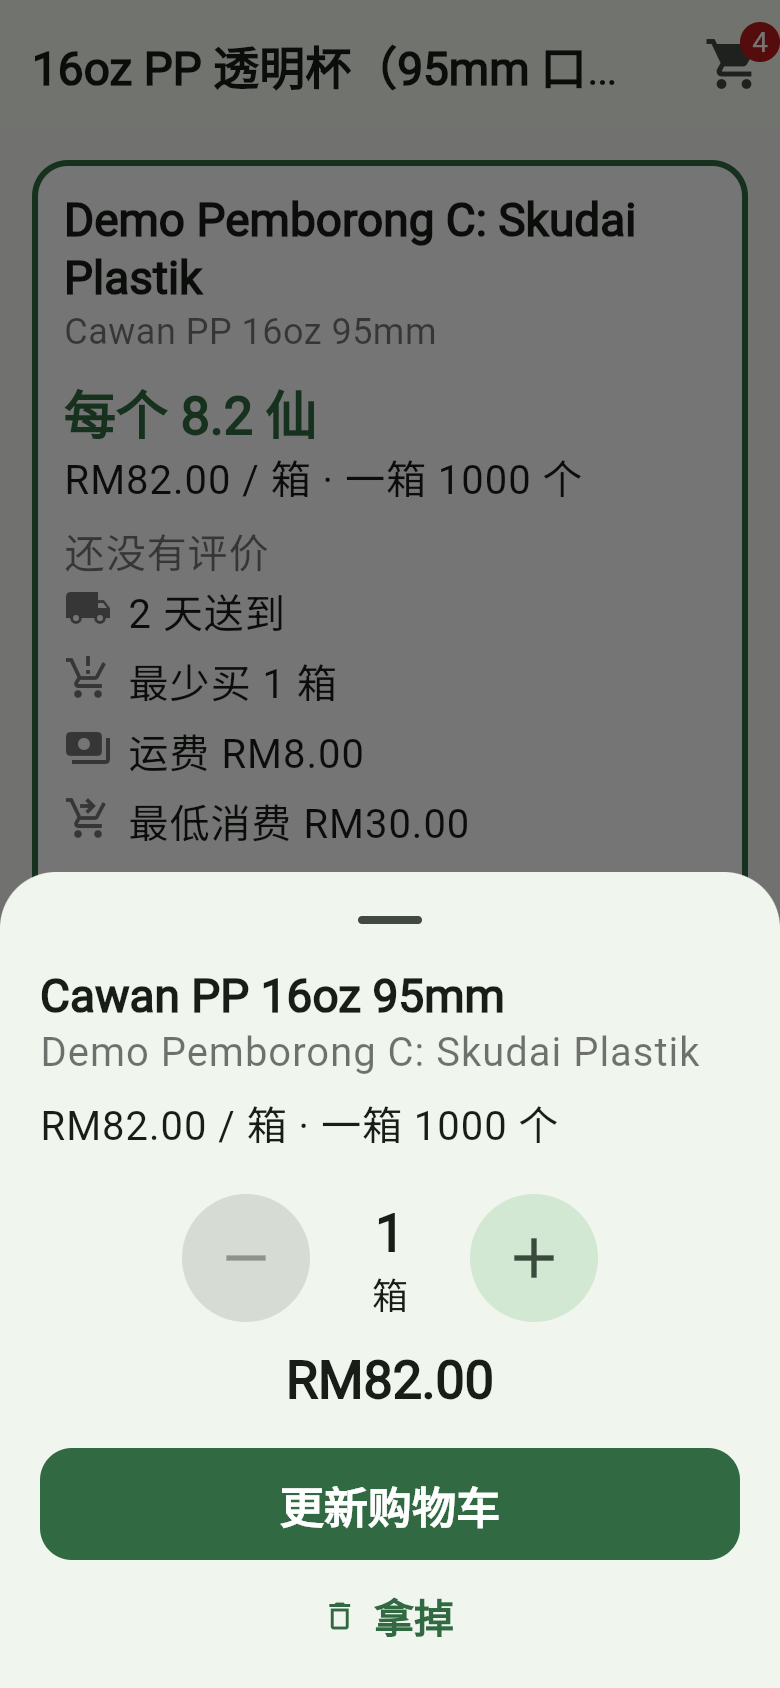 16oz PP 透明杯（95mm 口...
4
Demo Pemborong C: Skudai
Plastik
Cawan PP 16oz 95mm
每个 8.2 仙
RM82.00 / 箱 · 一箱 1000 个
还没有评价
2 天送到
最少买 1 箱
运费 RM8.00
最低消费 RM30.00
Cawan PP 16oz 95mm
Demo Pemborong C: Skudai Plastik
RM82.00 / 箱 · 一箱 1000 个
1
箱
RM82.00
更新购物车
拿掉